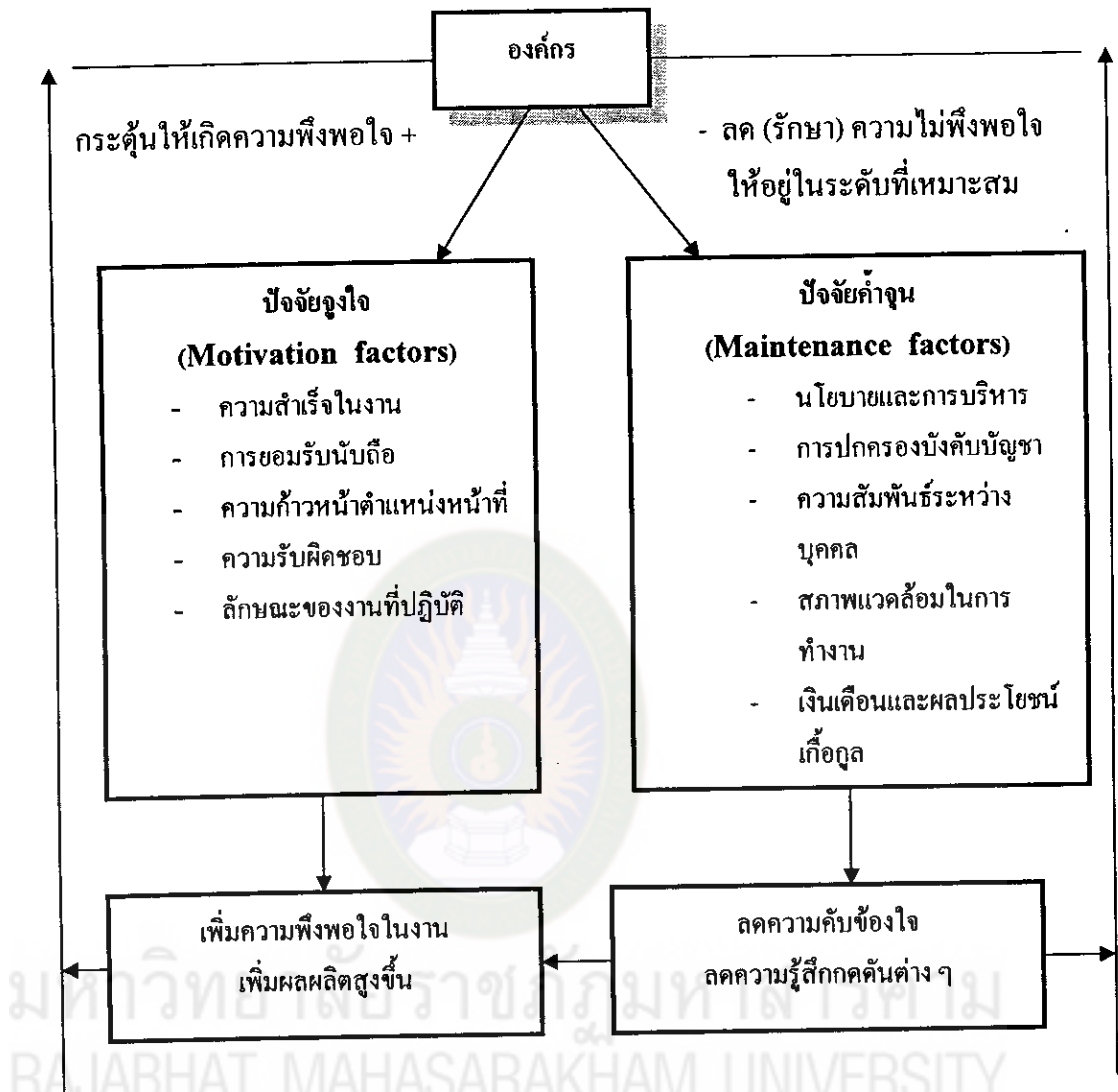 องค์กร
กระตุ้นให้เกิดความพึงพอใจ +
- ลด (รักษา) ความไม่พึงพอใจ
ให้อยู่ในระดับที่เหมาะสม
ปัจจัยจูงใจ
(Motivation factors)
- ความสำเร็จในงาน
- การยอมรับนับถือ
- ความก้าวหน้าตำแหน่งหน้าที่
- ความรับผิดชอบ
- ลักษณะของงานที่ปฏิบัติ
ปัจจัยค้ำจุน
(Maintenance factors)
- นโยบายและการบริหาร
- การปกครองบังคับบัญชา
- ความสัมพันธ์ระหว่าง
บุคคล
- สภาพแวดล้อมในการ
ทำงาน
- เงินเดือนและผลประโยชน์
เกื้อกูล
เพิ่มความพึงพอใจในงาน
เพิ่มผลผลิตสูงขึ้น
ลดความคับข้องใจ
ลดความรู้สึกกดดันต่าง ๆ
มหาวิทยาลัยราชภัฏมหาสารคาม
RAJABHAT MAHASARAKHAM UNIVERSITY